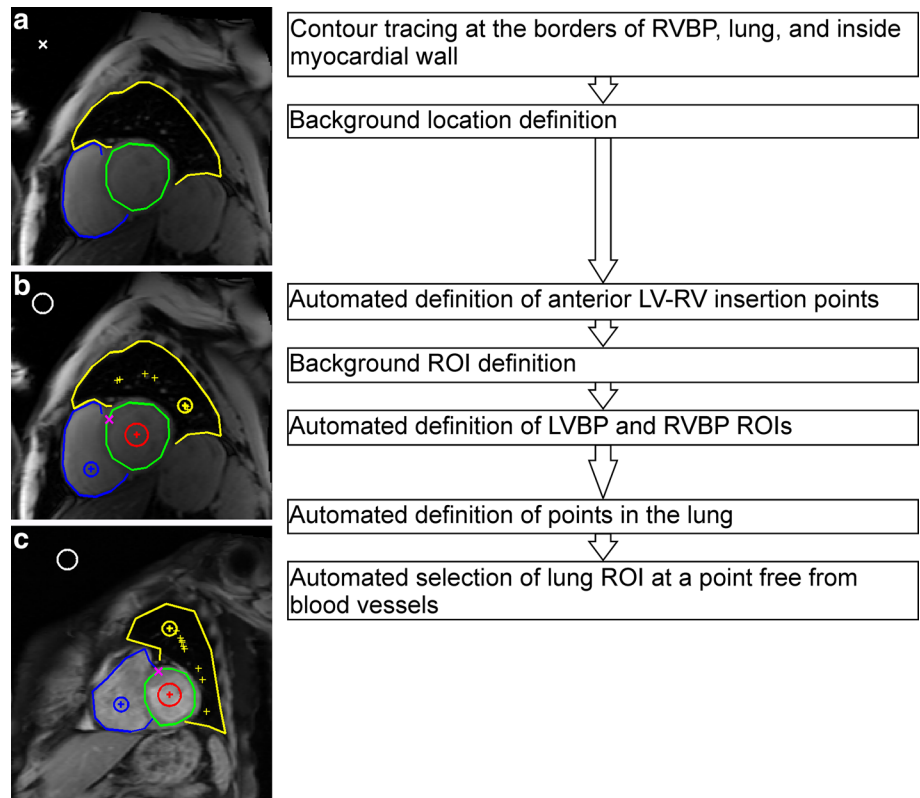 a
Contour tracing at the borders of RVBP, lung, and inside
myocardial wall
Background location definition
b
Automated definition of anterior LV-RV insertion points
Background ROI definition
Automated definition of LVBP and RVBP ROIs
Automated definition of points in the lung
c
Automated selection of lung ROI at a point free from
blood vessels